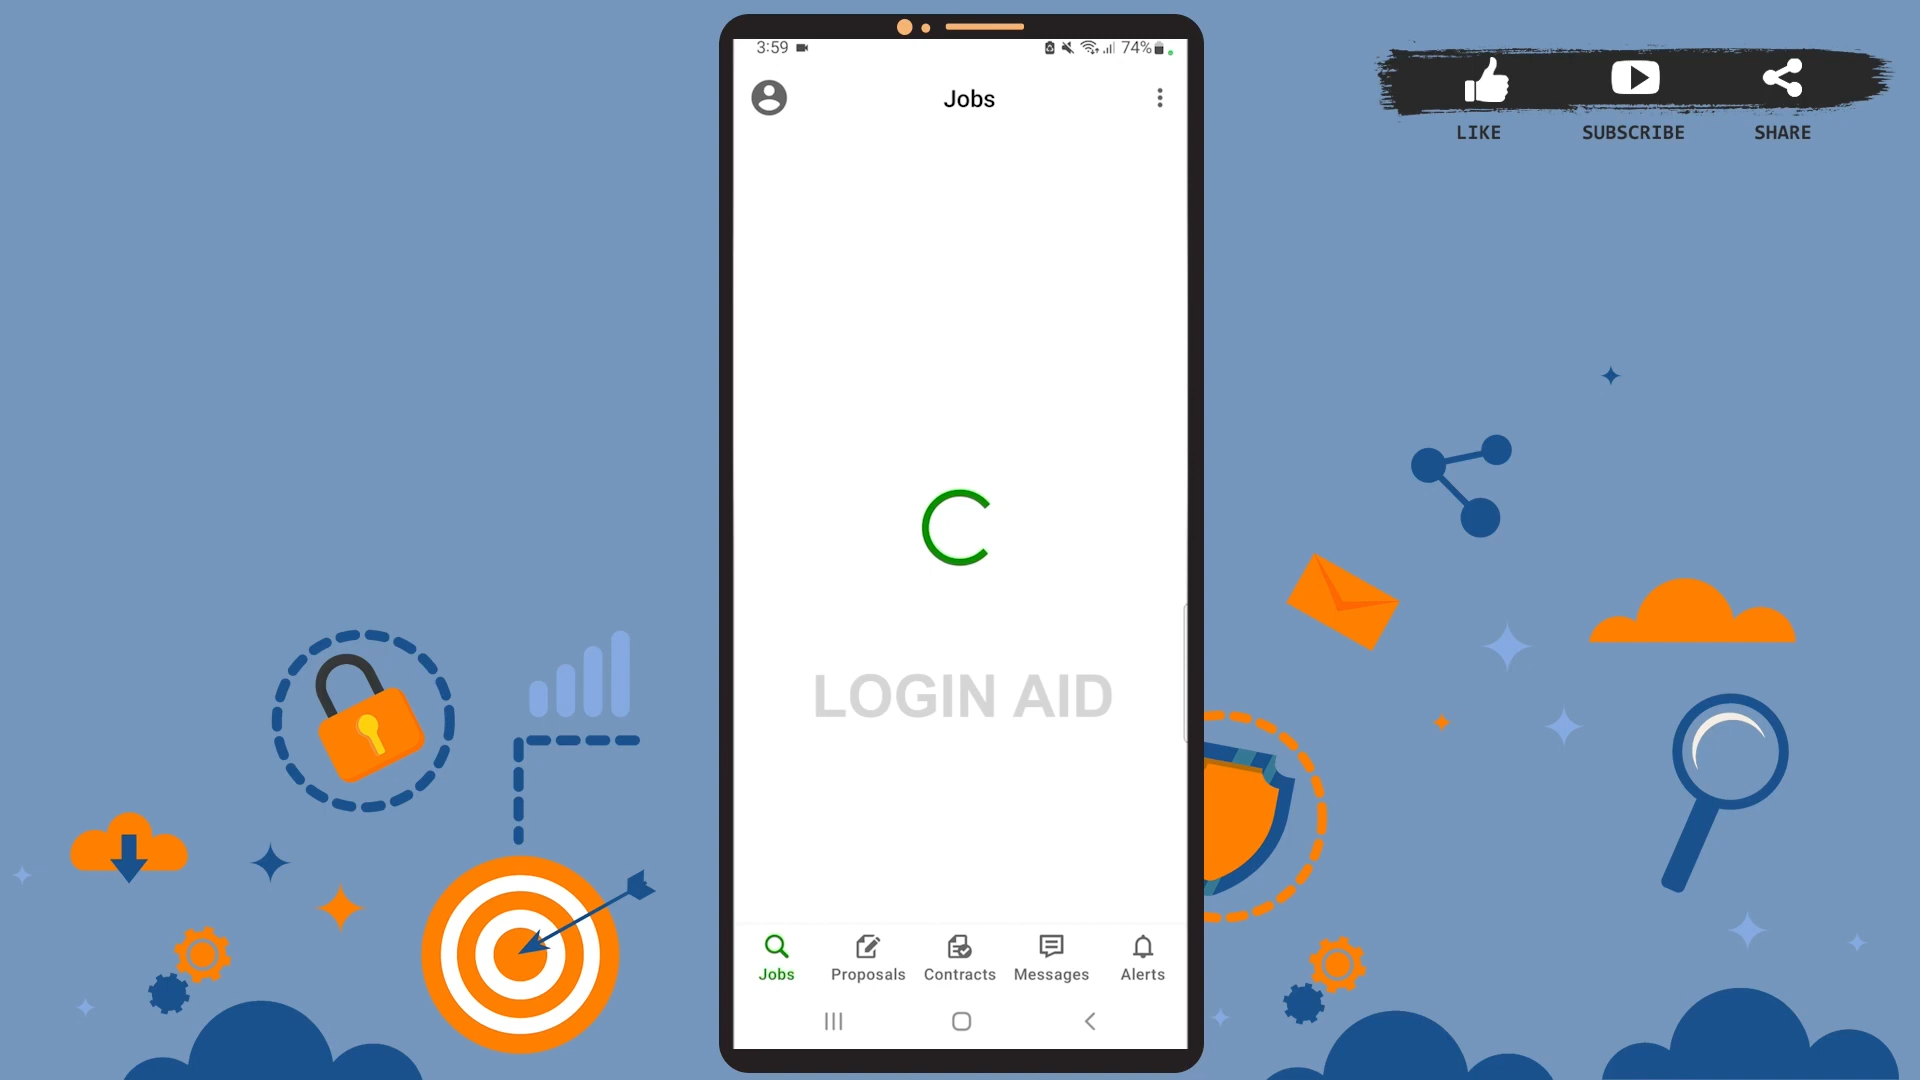 3:59
74%
Jobs
LIKE
SUBSCRIBE
SHARE
LOGIN AID
Jobs
Proposals
Contracts
Messages
Alerts